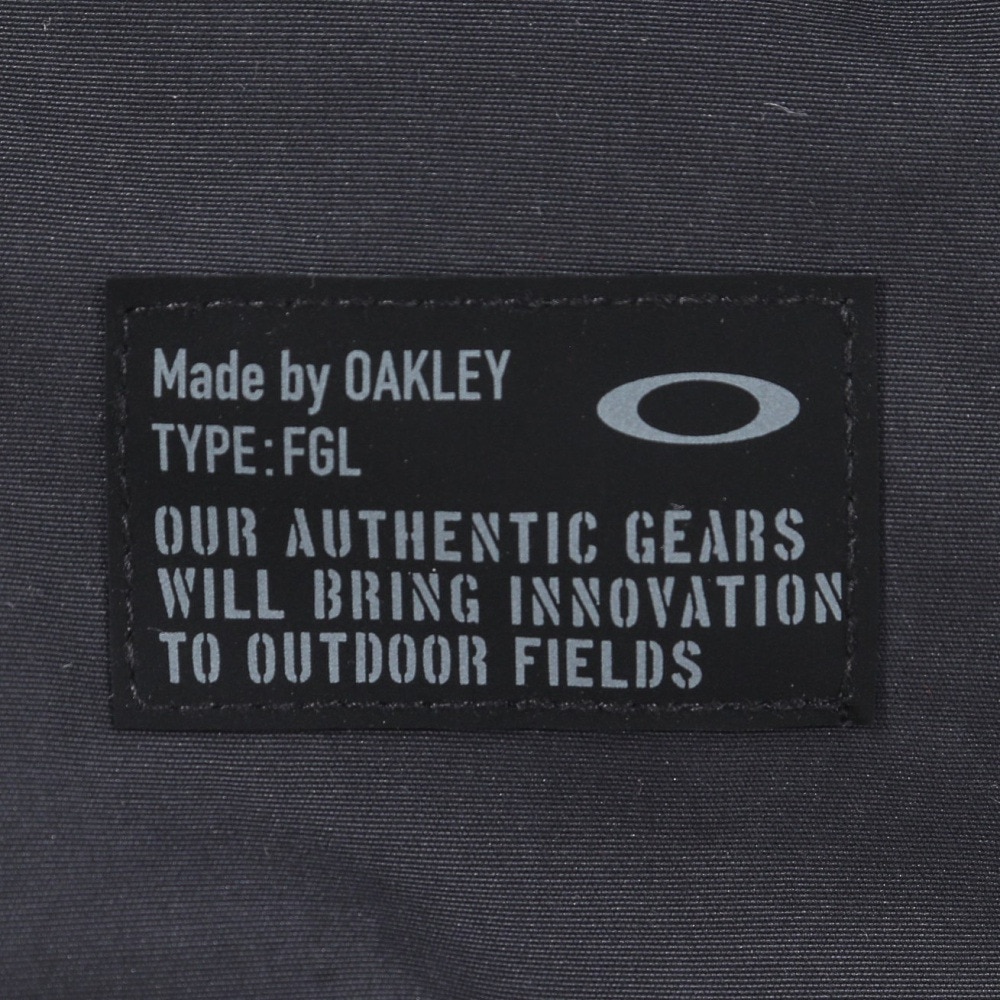 Made by OAKLEY
TYPE:FGL
OUR AUTHENTIC GEARS
WILL BRING INNOVATION
TO OUTDOOR FIELDS